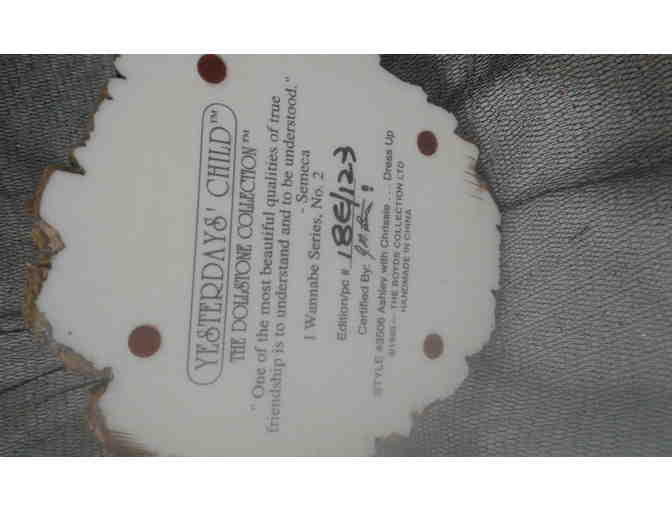 YESTERDAYS' CHILD™
THE DOLLSTONE COLLECTION™
" One of the most beautiful qualities of true
friendship is to understand and to be understood."
- Semeca
I Wannabe Series, No. 2
Edition/pc # 18E/123
Certified By:
STYLE #3506 Ashley with Chrissie . . . Dress Up
THE BOYDS COLLECTION LTD
HANDMADE IN CHINA